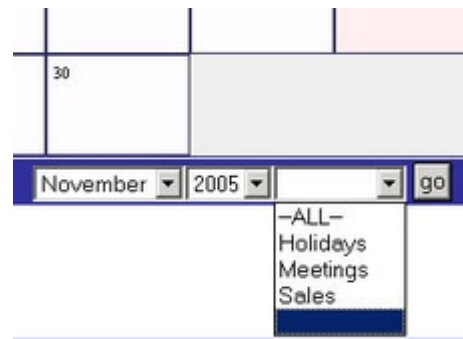 30
November 2005 go
–ALL–
Holidays
Meetings
Sales